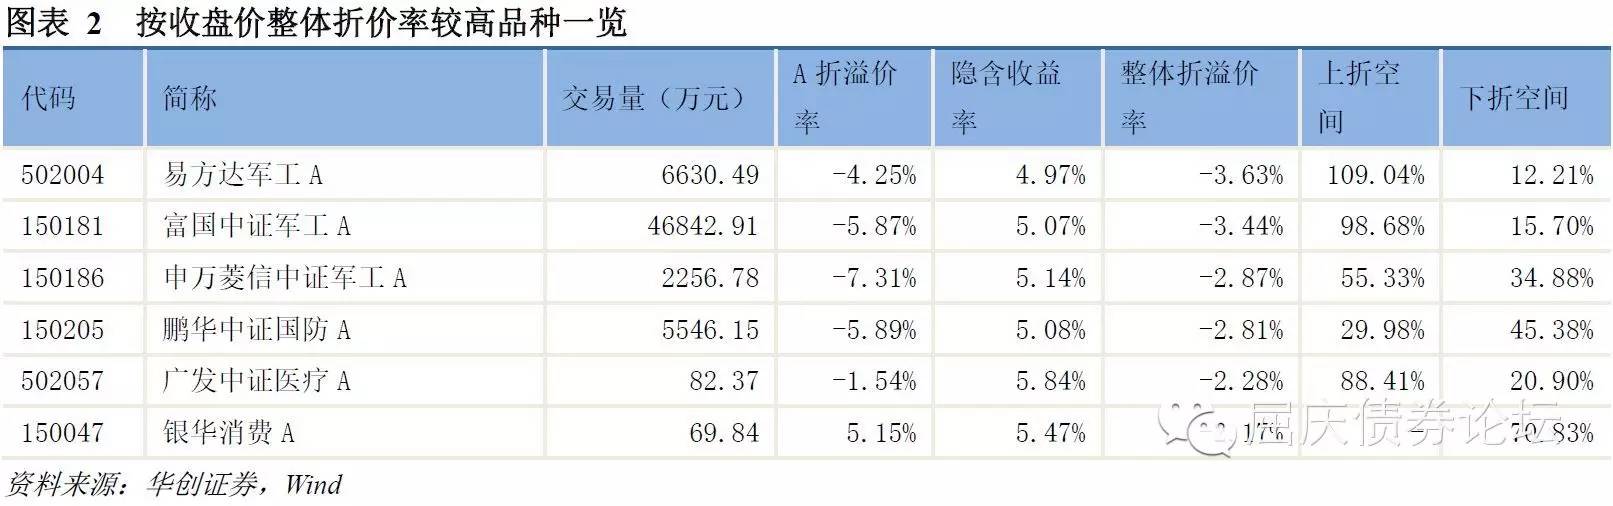 图表 2 按收盘价整体折价率较高品种一览
代码 简称 交易量（万元） A 折溢价率 隐含收益率 整体折溢价率 上折空间 下折空间
502004 易方达军工 A 6630.49 -4.25% 4.97% -3.63% 109.04% 12.21%
150181 富国中证军工 A 46842.91 -5.87% 5.07% -3.44% 98.68% 15.70%
150186 申万菱信中证军工 A 2256.78 -7.31% 5.14% -2.87% 55.33% 34.88%
150205 鹏华中证国防 A 5546.15 -5.89% 5.08% -2.81% 29.98% 45.38%
502057 广发中证医疗 A 82.37 -1.54% 5.84% -2.28% 88.41% 20.90%
150047 银华消费 A 69.84 5.15% 5.47% - 70.83%
屈庆债券论坛
资料来源：华创证券，Wind